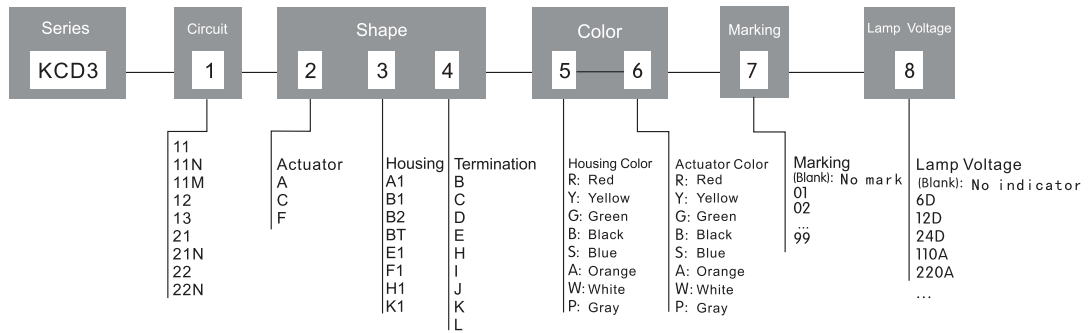 Series
KCD3
Circuit
1
Shape
2
3
4
Color
5
6
Marking
7
Lamp Voltage
8
11
11N
11M
12
13
21
21N
22
22N
Actuator
A
C
F
Housing
A1
B1
B2
BT
E1
F1
H1
K1
Termination
B
C
D
E
H
I
J
K
L
Housing Color
R: Red
Y: Yellow
G: Green
B: Black
S: Blue
A: Orange
W: White
P: Gray
Actuator Color
R: Red
Y: Yellow
G: Green
B: Black
S: Blue
A: Orange
W: White
P: Gray
Marking
(Blank): No mark
01
02
...
99
Lamp Voltage
(Blank): No indicator
6D
12D
24D
110A
220A
...